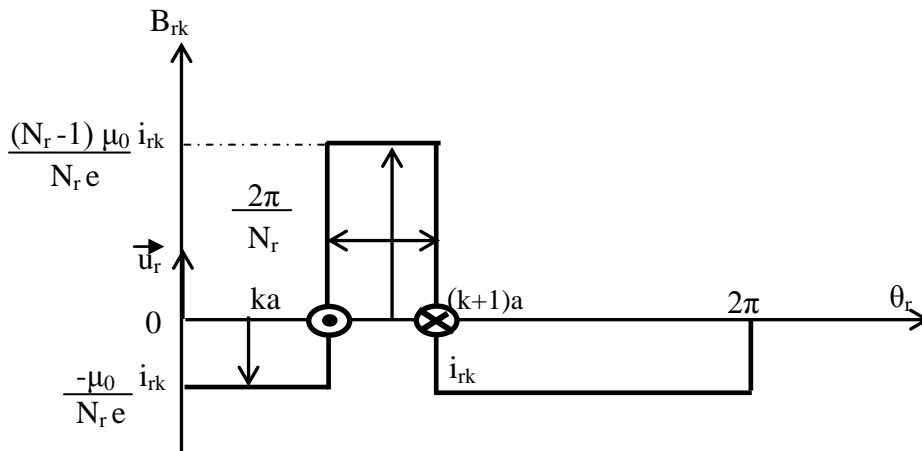 B_rk
(N_r -1) μ_0 i_rk
N_r e
2π
N_r
u_r
ka
(k+1)a
2π
θ_r
0
-μ_0 i_rk
N_r e
i_rk